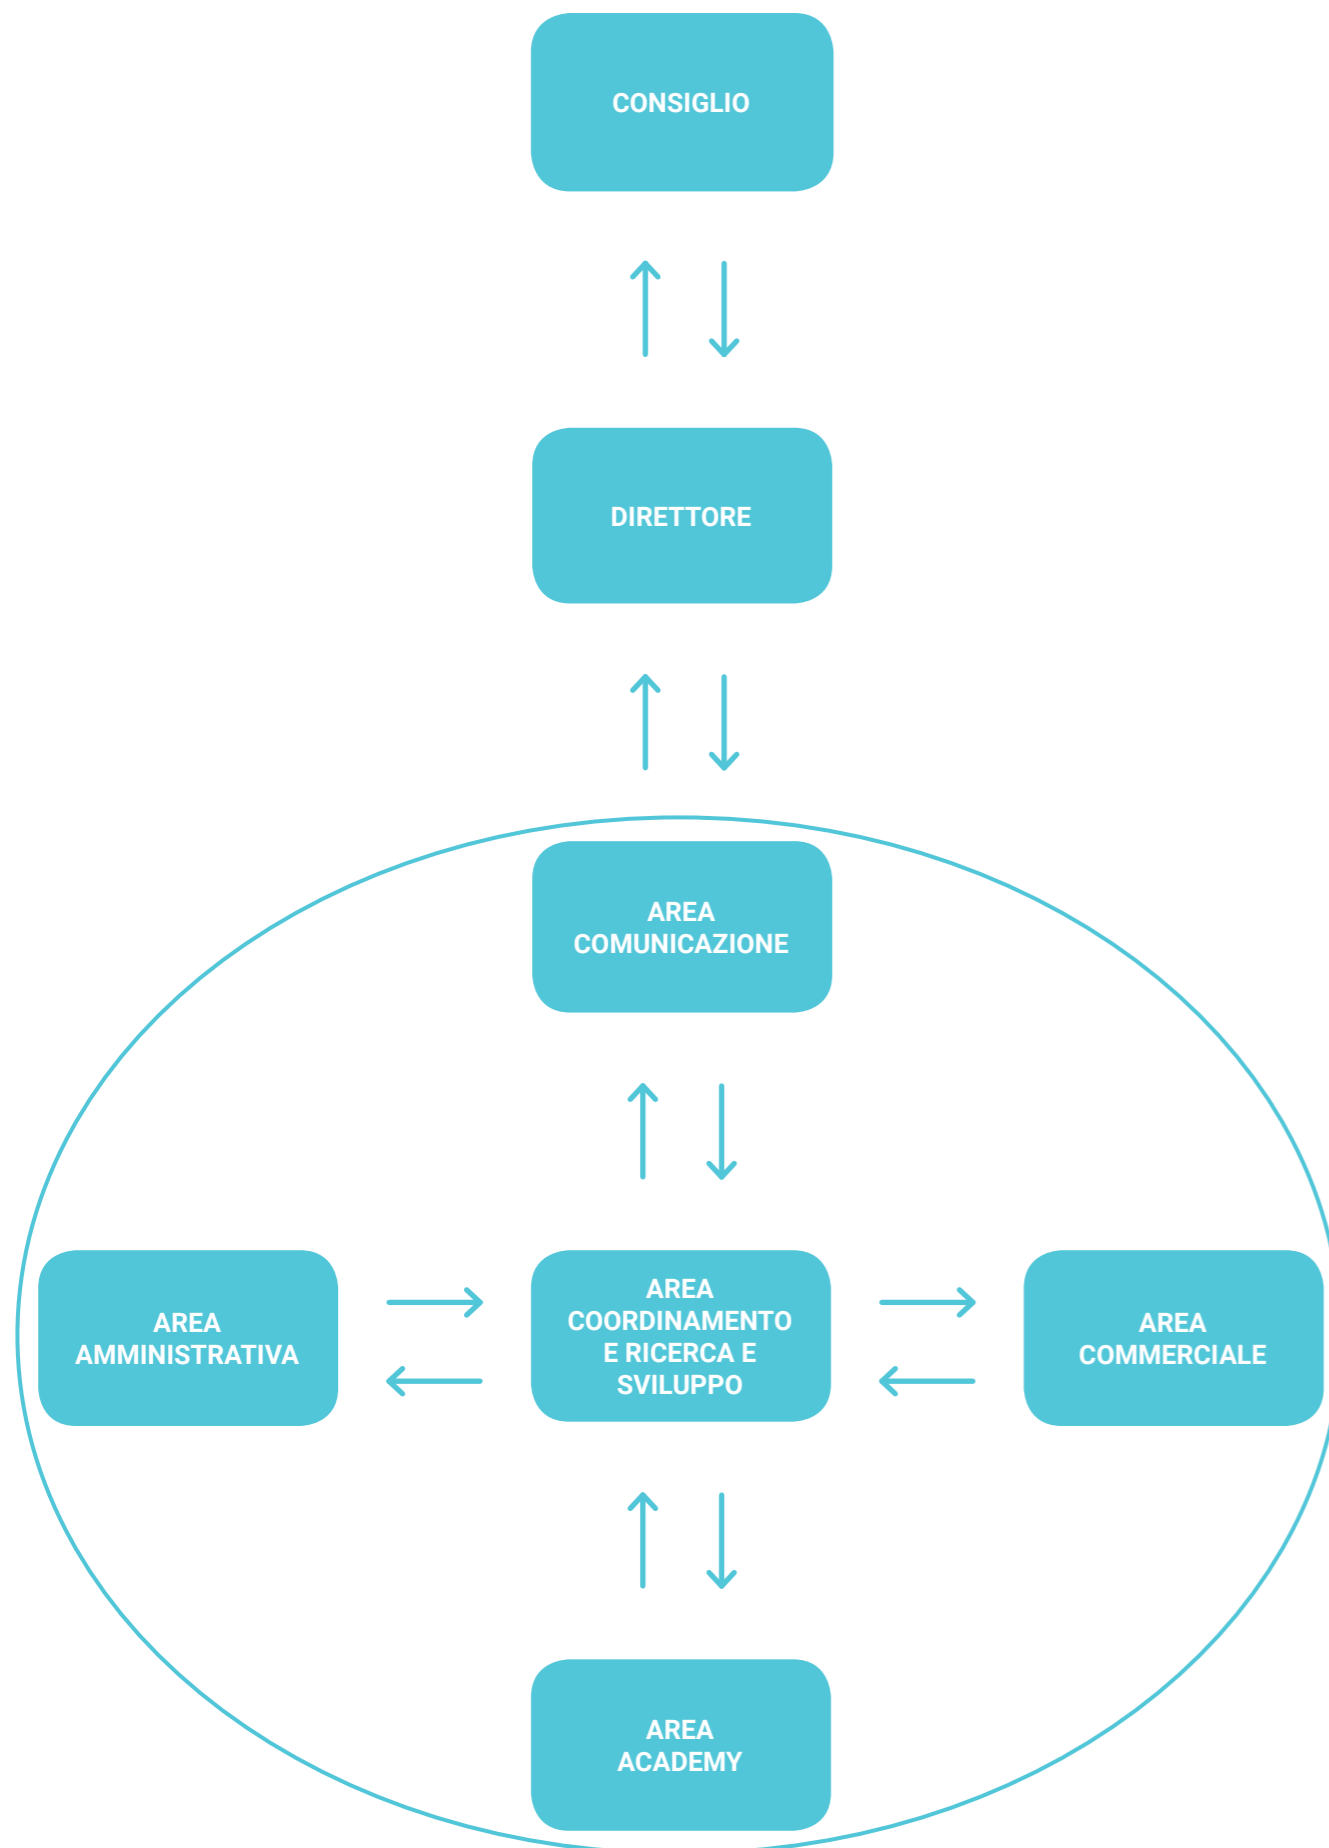 CONSIGLIO
DIRETTORE
AREA
COMUNICAZIONE
AREA
AMMINISTRATIVA
AREA
COORDINAMENTO
E RICERCA E
SVILUPPO
AREA
COMMERCIALE
AREA
ACADEMY